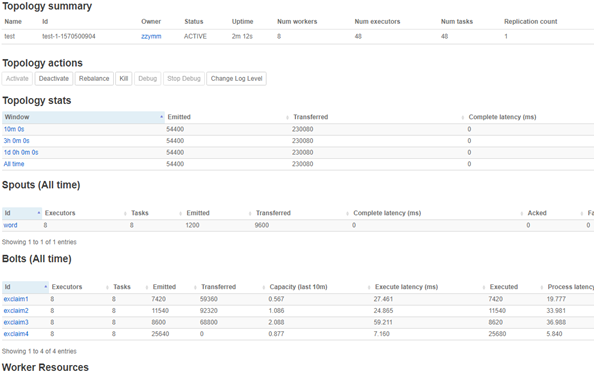 Topology summary
Name Id Owner Status Uptime Num workers Num executors Num tasks Replication count
test test-1-1570500904 zzymm ACTIVE 2m 12s 8 48 48 1
Topology actions
Activate Deactivate Rebalance Kill Debug Stop Debug Change Log Level
Topology stats
Window Emitted Transferred Complete latency (ms)
10m 0s 54400 230080 0
3h 0m 0s 54400 230080 0
1d 0h 0m 0s 54400 230080 0
All time 54400 230080 0
Spouts (All time)
Id Executors Tasks Emitted Transferred Complete latency (ms) Acked Fa
word 8 8 1200 9600 0 0 0
Showing 1 to 1 of 1 entries
Bolts (All time)
Id Executors Tasks Emitted Transferred Capacity (last 10m) Execute latency (ms) Executed Process latency
exclaim1 8 8 7420 59360 0.567 27.461 7420 19.777
exclaim2 8 8 11540 92320 1.086 24.865 11540 33.981
exclaim3 8 8 8600 68800 2.088 59.211 8620 36.988
exclaim4 8 8 25640 0 0.877 7.160 25680 5.840
Showing 1 to 4 of 4 entries
Worker Resources